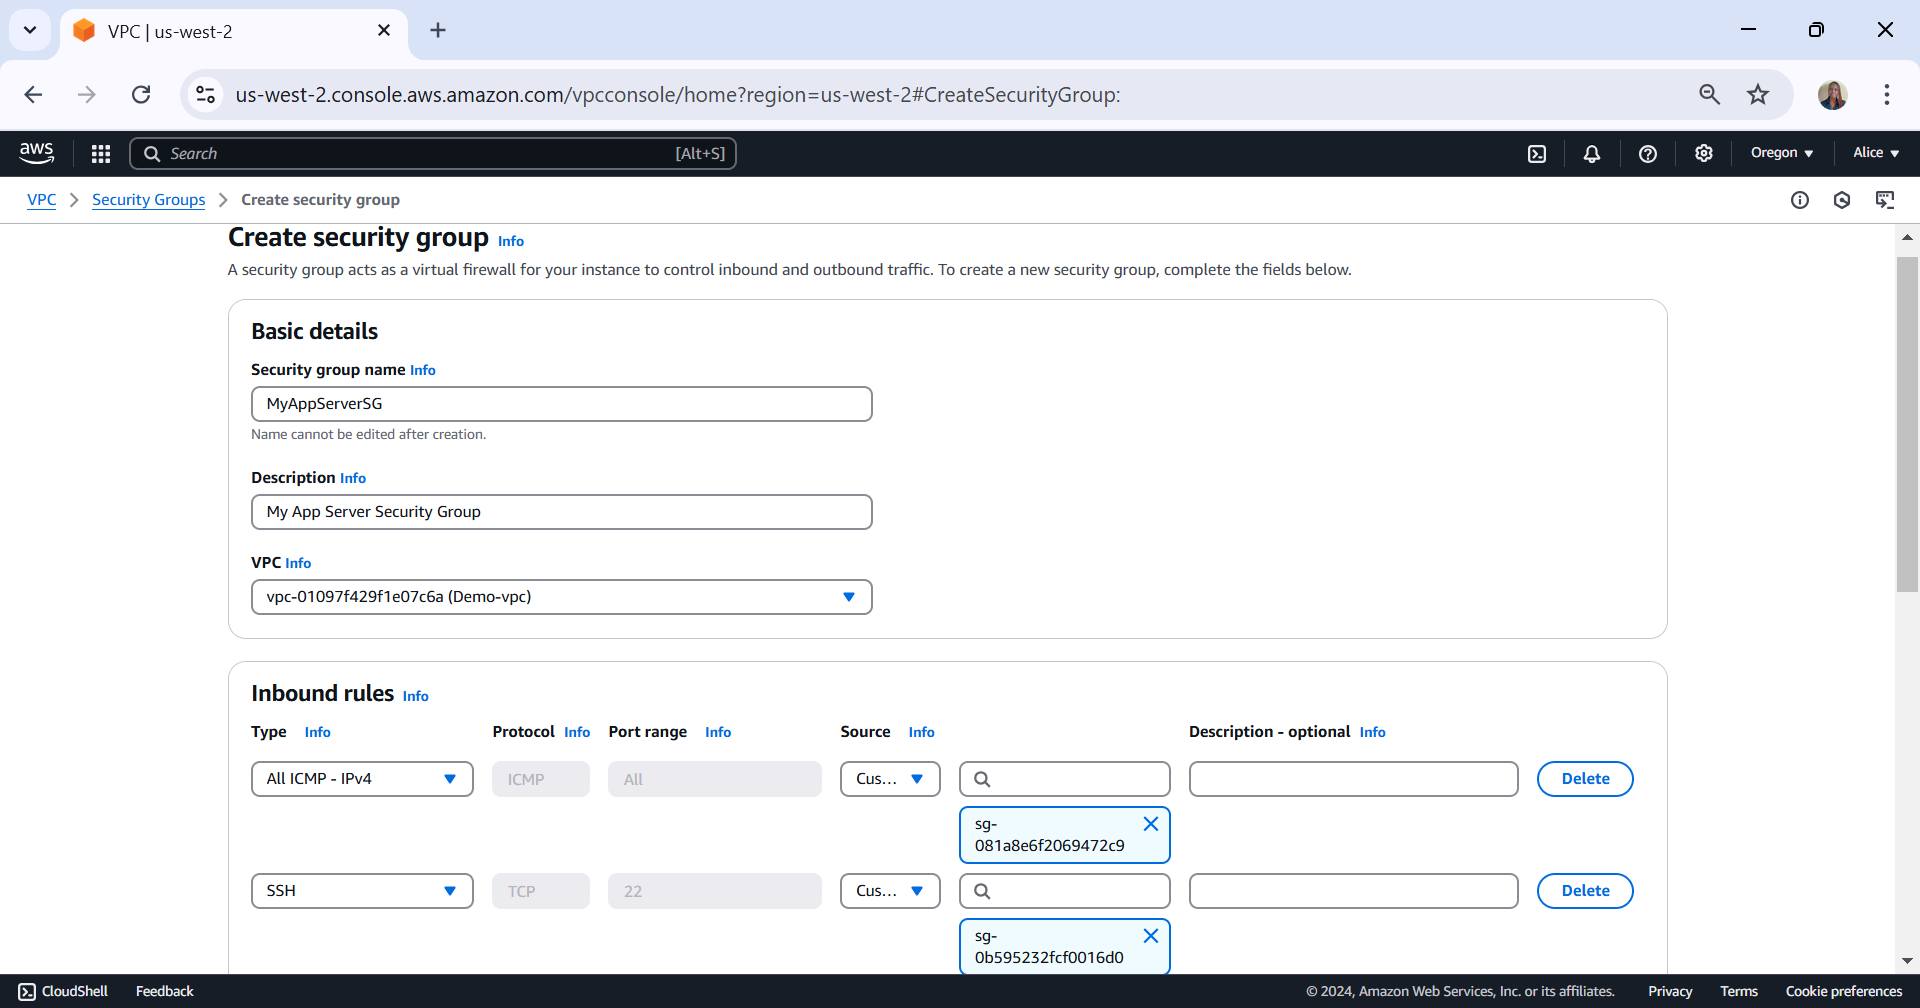 VPC | us-west-2
us-west-2.console.aws.amazon.com/vpcconsole/home?region=us-west-2#CreateSecurityGroup:
aws
Search [Alt+S]
Oregon
Alice
VPC
Security Groups
Create security group
Create security group Info
A security group acts as a virtual firewall for your instance to control inbound and outbound traffic. To create a new security group, complete the fields below.
Basic details
Security group name Info
MyAppServerSG
Name cannot be edited after creation.
Description Info
My App Server Security Group
VPC Info
vpc-01097f429f1e07c6a (Demo-vpc)
Inbound rules Info
Type Info Protocol Info Port range Info Source Info Description - optional Info
All ICMP - IPv4 ICMP All Cus... Delete
sg-
081a8e6f2069472c9
SSH TCP 22 Cus... Delete
sg-
0b595232fcf0016d0
CloudShell Feedback © 2024, Amazon Web Services, Inc. or its affiliates. Privacy Terms Cookie preferences